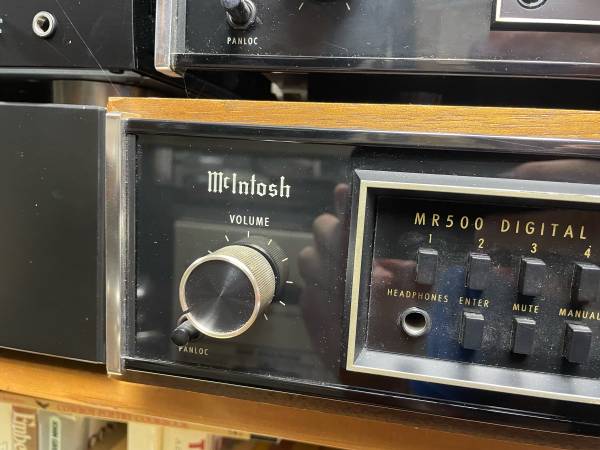 PANLOC
McIntosh
VOLUME
MR500 DIGITAL
1 2 3 4
HEADPHONES ENTER MUTE MANUAL
PANLOC